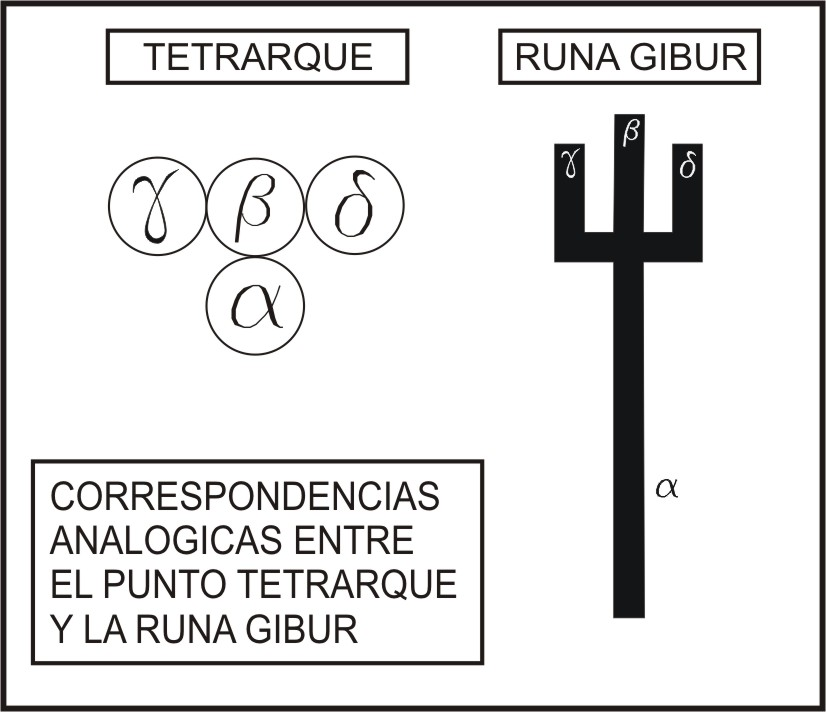 TETRARQUE
RUNA GIBUR
γ β δ
α
γ β δ
α
CORRESPONDENCIAS
ANALOGICAS ENTRE
EL PUNTO TETRARQUE
Y LA RUNA GIBUR